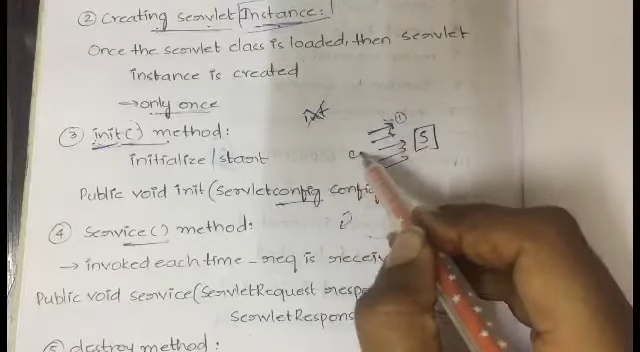 ② Creating servlet Instance:
Once the servlet class is loaded, then servlet
instance is created
→ only once
③ init() method:
① S
initialize/start
Public void init(Servletconfig config
④ Service() method:
→ invoked each time - req is receiv
Public void service(ServletRequest
ServletRespons
⑤ destroy method: